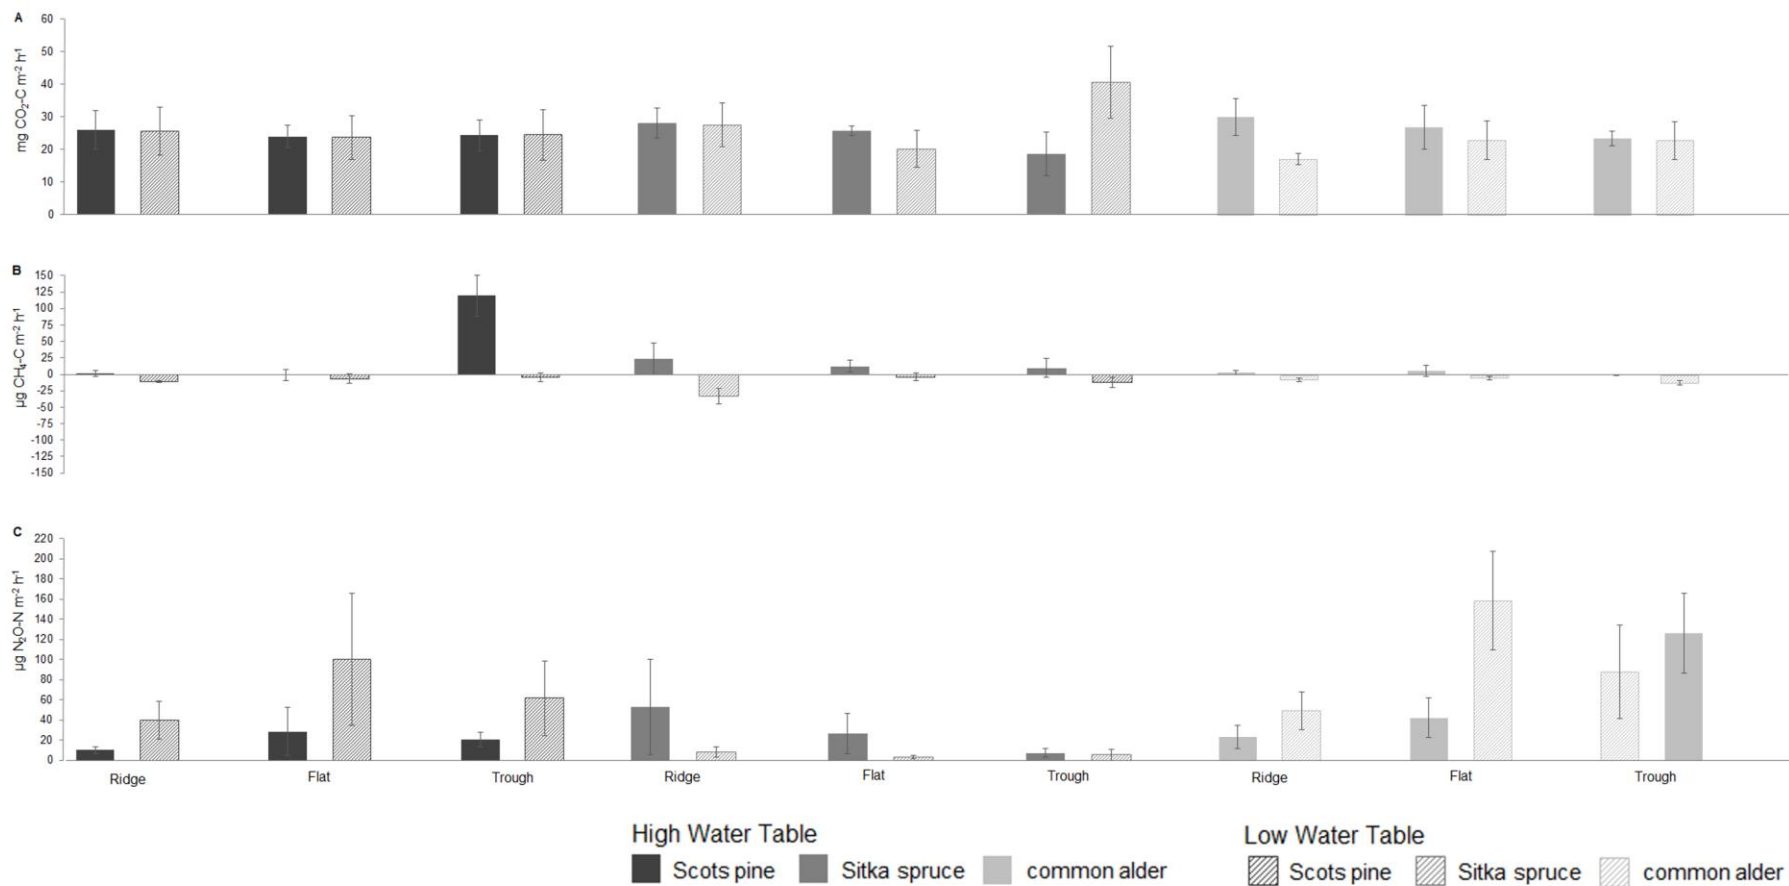 A
60
50
40
30
20
10
0
mg CO₂-C m⁻² h⁻¹
B
150
125
100
75
50
25
0
-25
-50
-75
-100
-125
-150
µg CH₄-C m⁻² h⁻¹
C
220
200
180
160
140
120
100
80
60
40
20
0
µg N₂O-N m⁻² h⁻¹
Ridge Flat Trough Ridge Flat Trough Ridge Flat Trough
High Water Table
Scots pine Sitka spruce common alder
Low Water Table
Scots pine Sitka spruce common alder